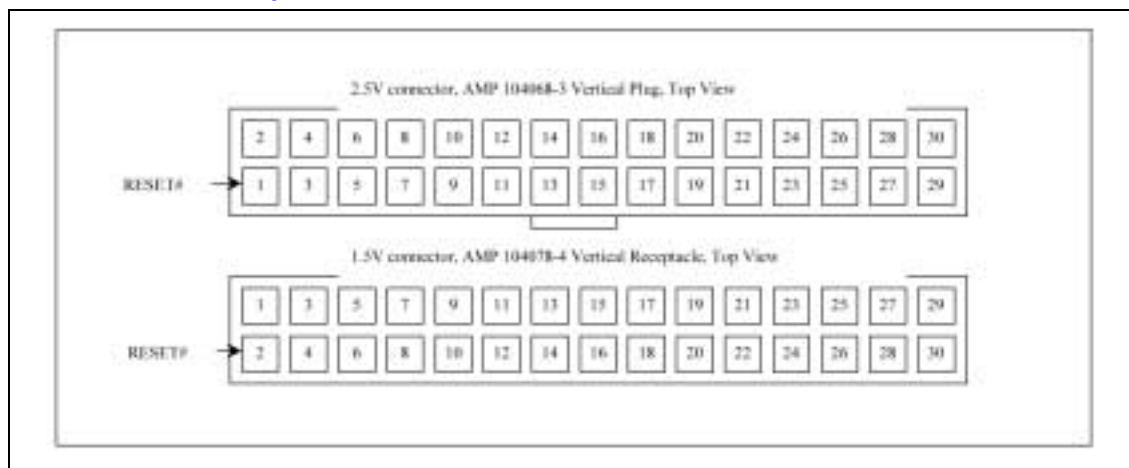 2.5V connector, AMP 104068-3 Vertical Plug, Top View
2 4 6 8 10 12 14 16 18 20 22 24 26 28 30
RESET# 1 3 5 7 9 11 13 15 17 19 21 23 25 27 29
1.5V connector, AMP 104078-4 Vertical Receptacle, Top View
1 3 5 7 9 11 13 15 17 19 21 23 25 27 29
RESET# 2 4 6 8 10 12 14 16 18 20 22 24 26 28 30